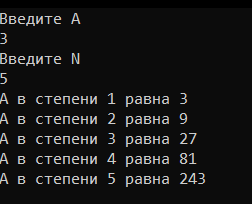 Введите А
3
Введите N
5
А в степени 1 равна 3
А в степени 2 равна 9
А в степени 3 равна 27
А в степени 4 равна 81
А в степени 5 равна 243